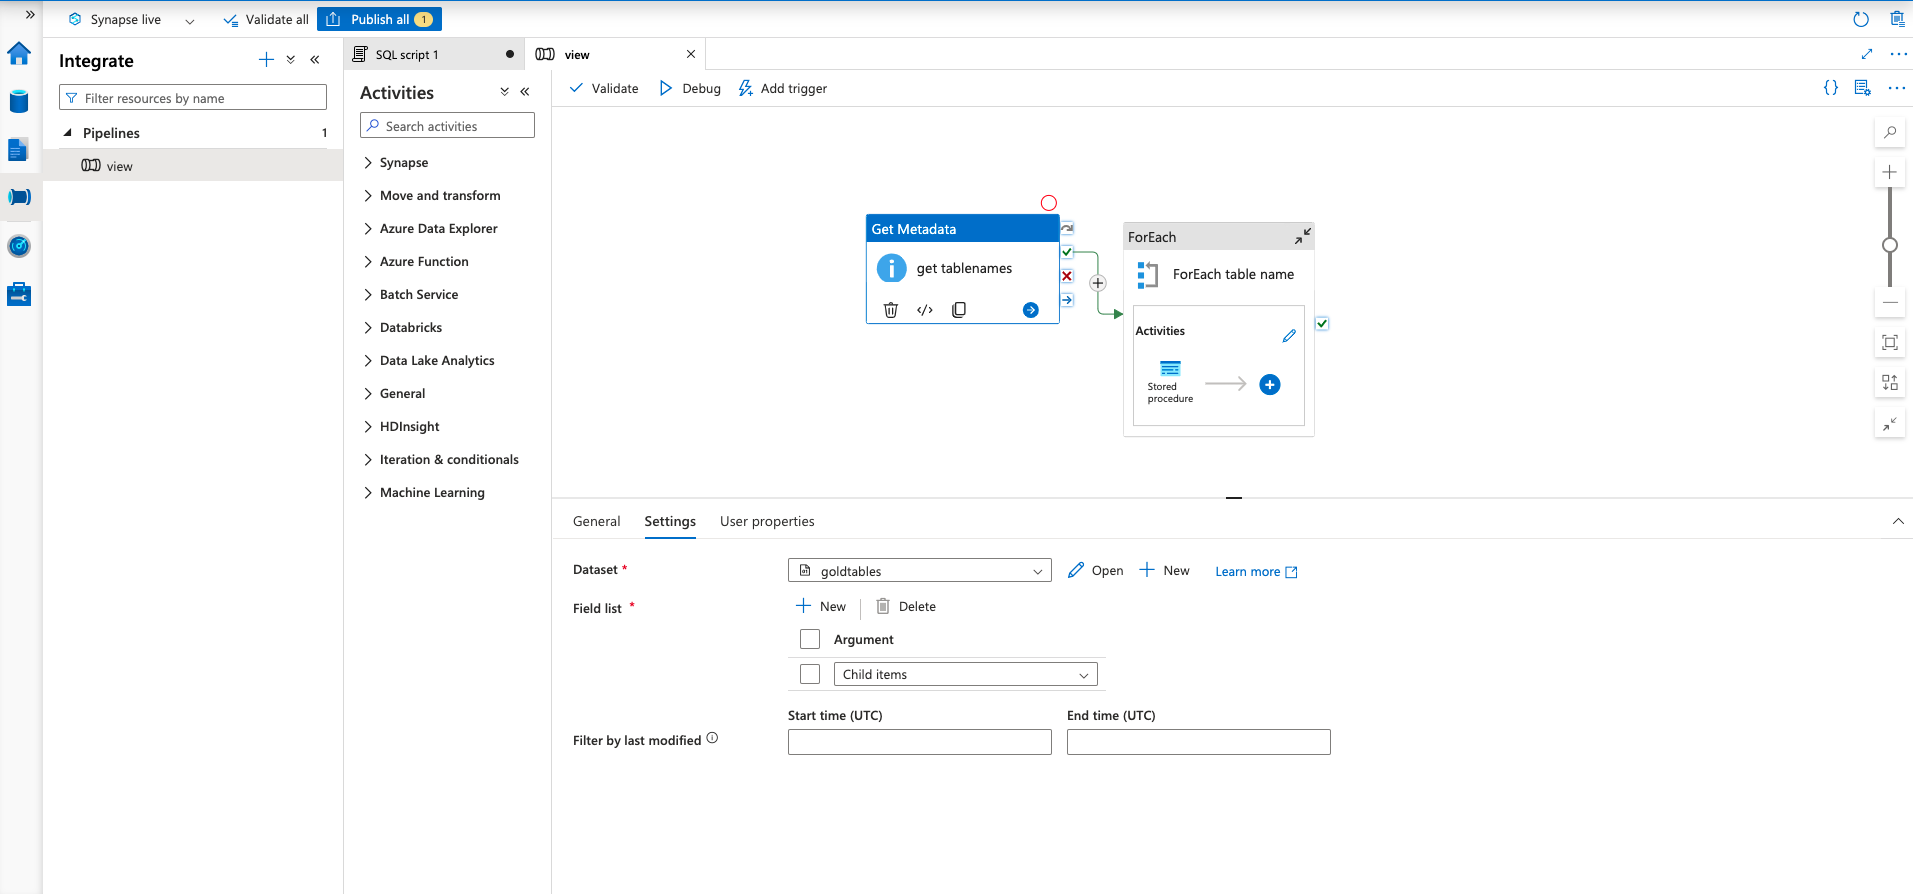 Synapse live
Validate all
Publish all 1
Integrate
SQL script 1
view
Filter resources by name
Pipelines 1
view
Activities
Search activities
Synapse
Move and transform
Azure Data Explorer
Azure Function
Batch Service
Databricks
Data Lake Analytics
General
HDInsight
Iteration & conditionals
Machine Learning
Validate
Debug
Add trigger
Get Metadata
get tablenames
ForEach
ForEach table name
Activities
Stored
procedure
General
Settings
User properties
Dataset *
goldtables
Open
New
Learn more
Field list *
New
Delete
Argument
Child items
Start time (UTC)
End time (UTC)
Filter by last modified